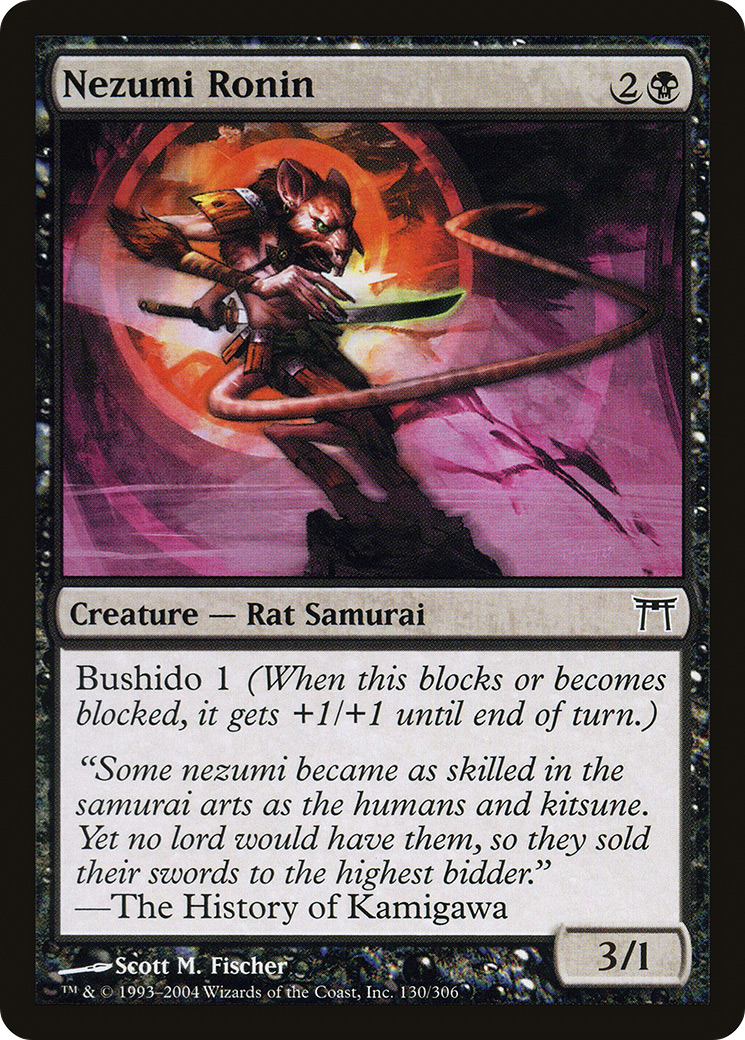 Nezumi Ronin 2
Creature — Rat Samurai
Bushido 1 (When this blocks or becomes
blocked, it gets +1/+1 until end of turn.)
“Some nezumi became as skilled in the
samurai arts as the humans and kitsune.
Yet no lord would have them, so they sold
their swords to the highest bidder.”
—The History of Kamigawa
3/1
Scott M. Fischer
™ & © 1993–2004 Wizards of the Coast, Inc. 130/306